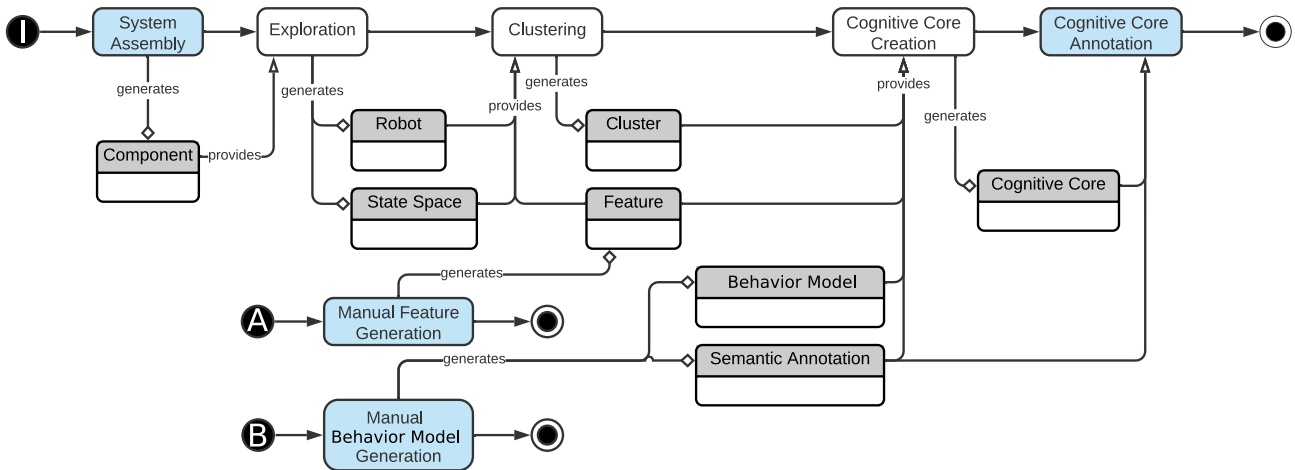 I
System
Assembly
Exploration
Clustering
Cognitive Core
Creation
Cognitive Core
Annotation
generates
generates
generates
provides
provides
generates
Robot
Cluster
Component
provides
Cognitive Core
State Space
Feature
generates
Behavior Model
A
Manual Feature
Generation
generates
Semantic Annotation
B
Manual
Behavior Model
Generation